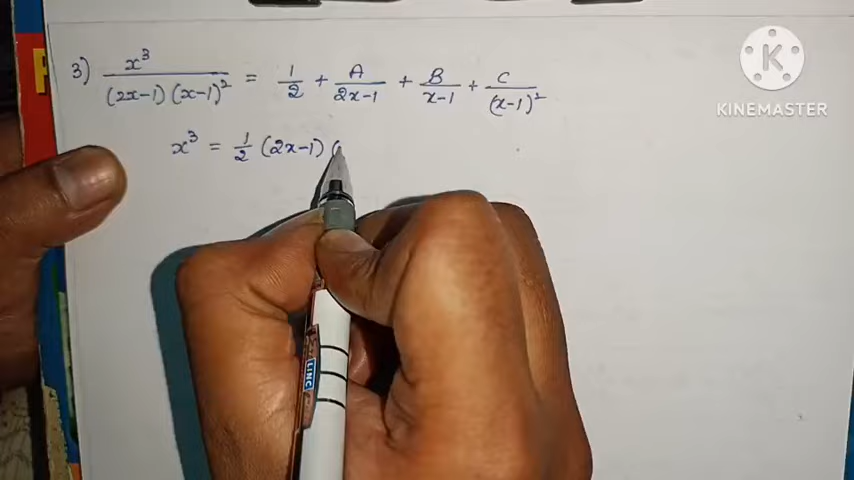 3) x³/((2x-1)(x-1)²) = 1/2 + A/(2x-1) + B/(x-1) + C/(x-1)²
x³ = 1/2 (2x-1) (
K
KINEMASTER
LINC